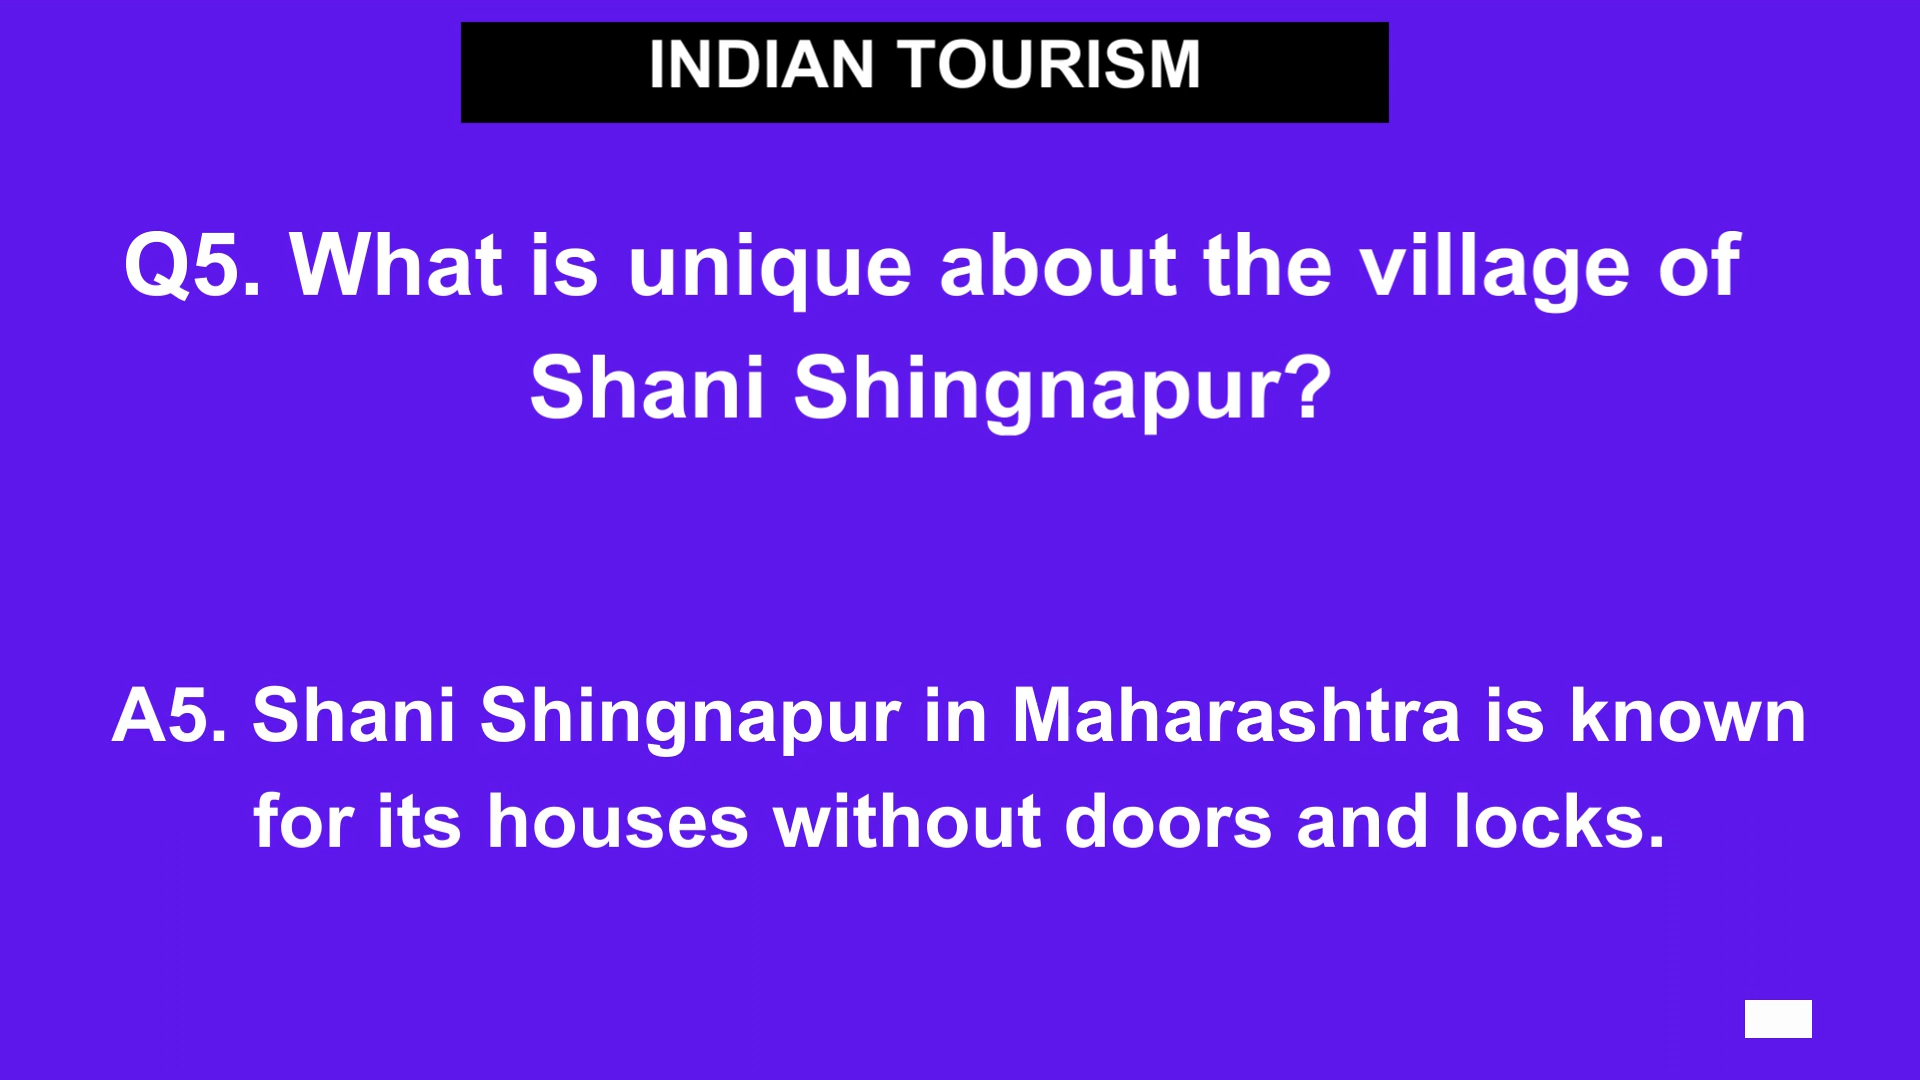 INDIAN TOURISM
Q5. What is unique about the village of
Shani Shingnapur?
A5. Shani Shingnapur in Maharashtra is known
for its houses without doors and locks.